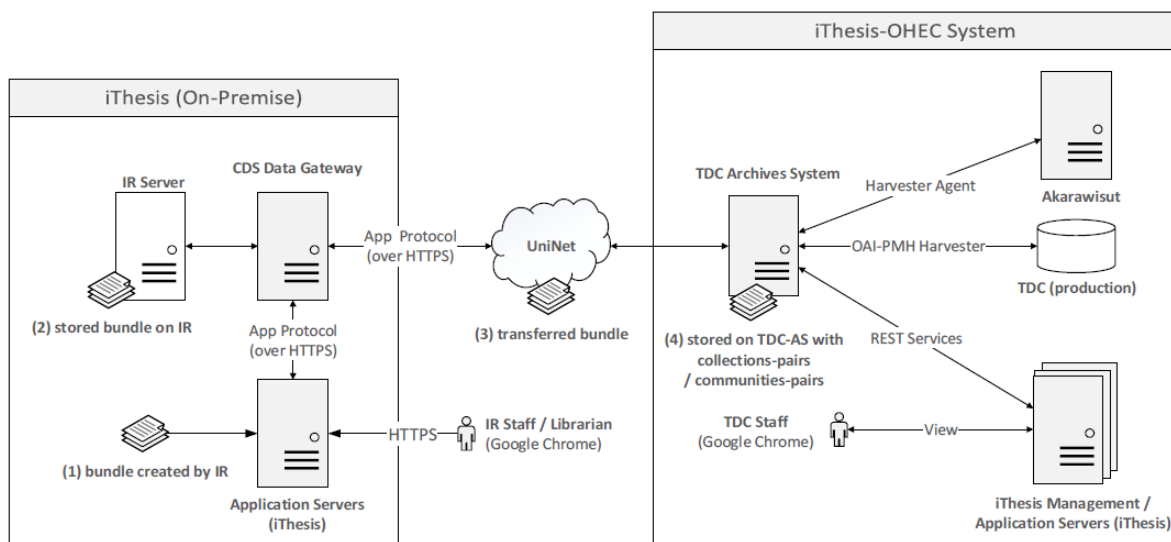 iThesis-OHEC System
iThesis (On-Premise)
CDS Data Gateway
IR Server
App Protocol
(over HTTPS)
UniNet
TDC Archives System
Harvester Agent
Akarawisut
OAI-PMH Harvester
TDC (production)
(2) stored bundle on IR
App Protocol
(over HTTPS)
(3) transferred bundle
(4) stored on TDC-AS with
collections-pairs
/ communities-pairs
REST Services
(1) bundle created by IR
HTTPS
IR Staff / Librarian
(Google Chrome)
TDC Staff
(Google Chrome)
View
Application Servers
(iThesis)
iThesis Management /
Application Servers (iThesis)